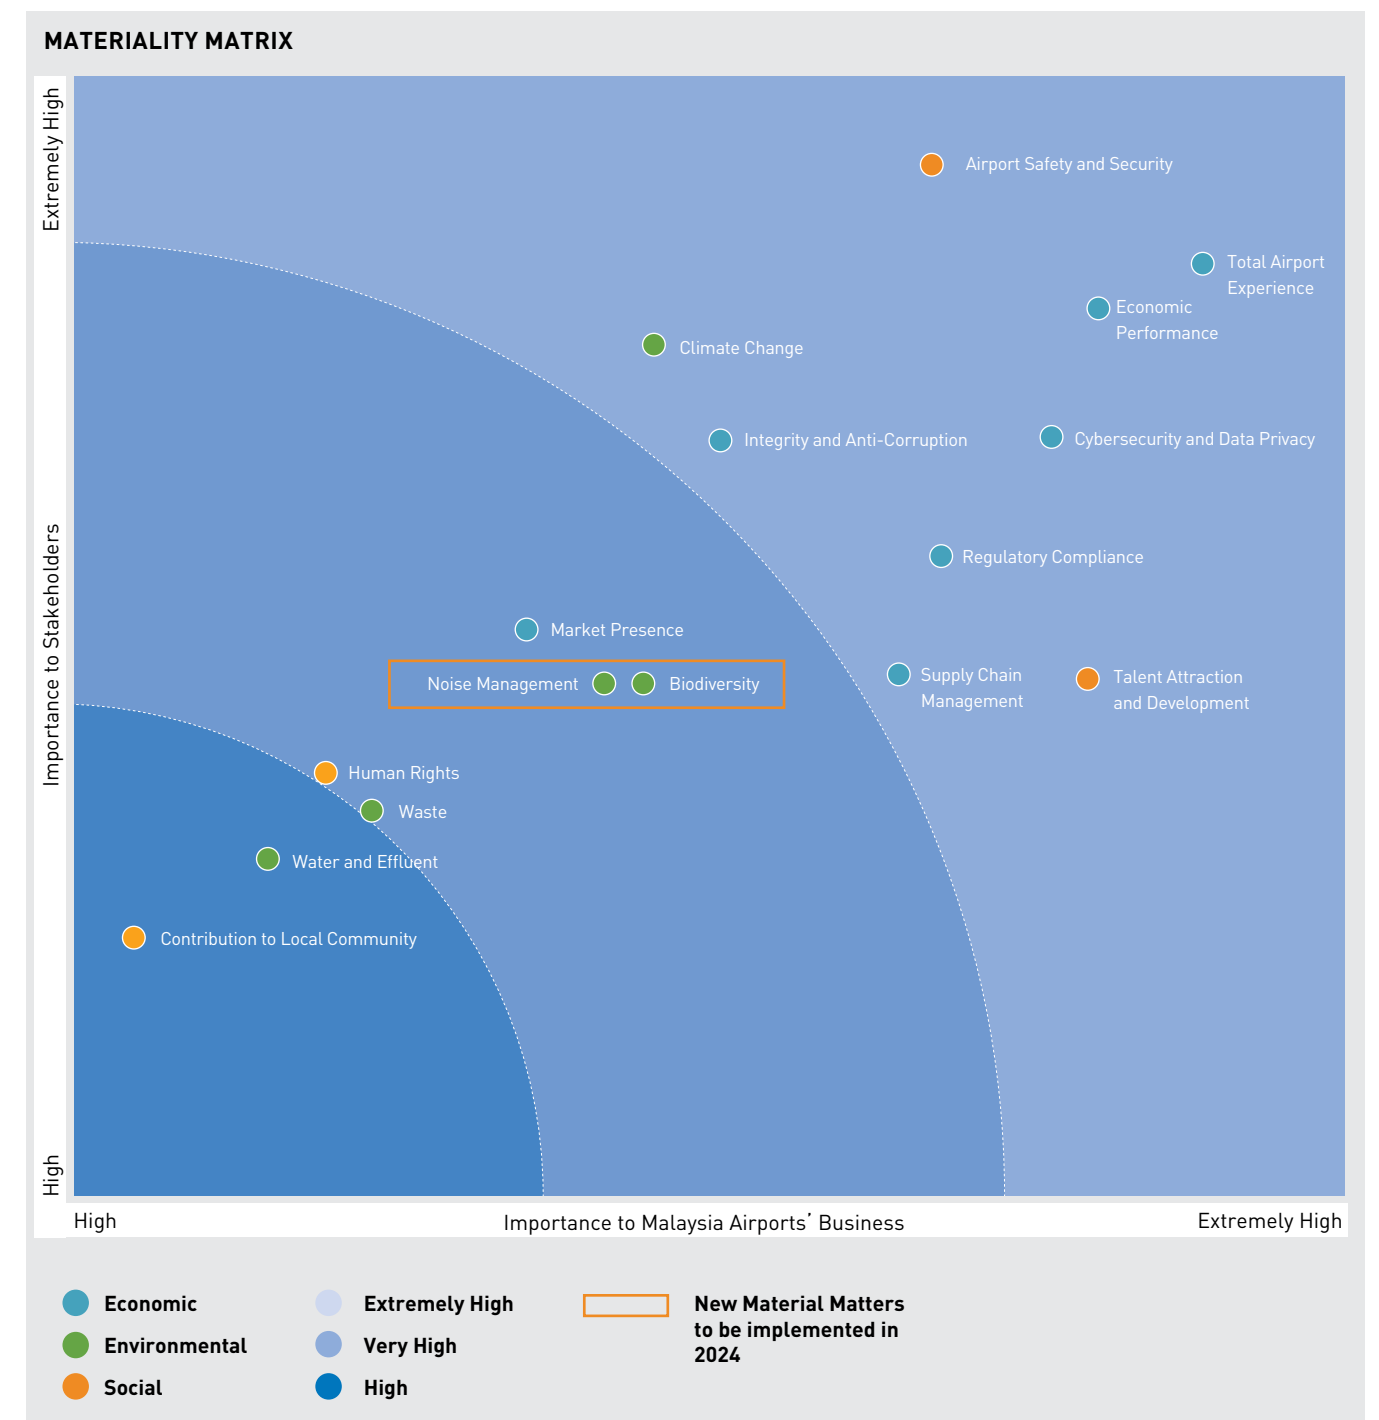 MATERIALITY MATRIX
Extremely High
Importance to Stakeholders
High
Airport Safety and Security
Total Airport
Experience
Economic
Performance
Climate Change
Integrity and Anti-Corruption
Cybersecurity and Data Privacy
Regulatory Compliance
Market Presence
Supply Chain
Management
Talent Attraction
and Development
Noise Management
Biodiversity
Human Rights
Waste
Water and Effluent
Contribution to Local Community
High
Importance to Malaysia Airports’ Business
Extremely High
Economic
Environmental
Social
Extremely High
Very High
High
New Material Matters
to be implemented in
2024